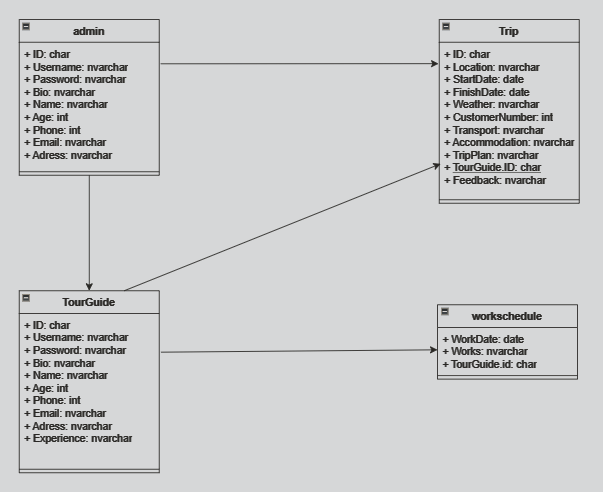 admin
+ ID: char
+ Username: nvarchar
+ Password: nvarchar
+ Bio: nvarchar
+ Name: nvarchar
+ Age: int
+ Phone: int
+ Email: nvarchar
+ Adress: nvarchar
Trip
+ ID: char
+ Location: nvarchar
+ StartDate: date
+ FinishDate: date
+ Weather: nvarchar
+ CustomerNumber: int
+ Transport: nvarchar
+ Accommodation: nvarchar
+ TripPlan: nvarchar
+ TourGuide.ID: char
+ Feedback: nvarchar
TourGuide
+ ID: char
+ Username: nvarchar
+ Password: nvarchar
+ Bio: nvarchar
+ Name: nvarchar
+ Age: int
+ Phone: int
+ Email: nvarchar
+ Adress: nvarchar
+ Experience: nvarchar
workschedule
+ WorkDate: date
+ Works: nvarchar
+ TourGuide.id: char